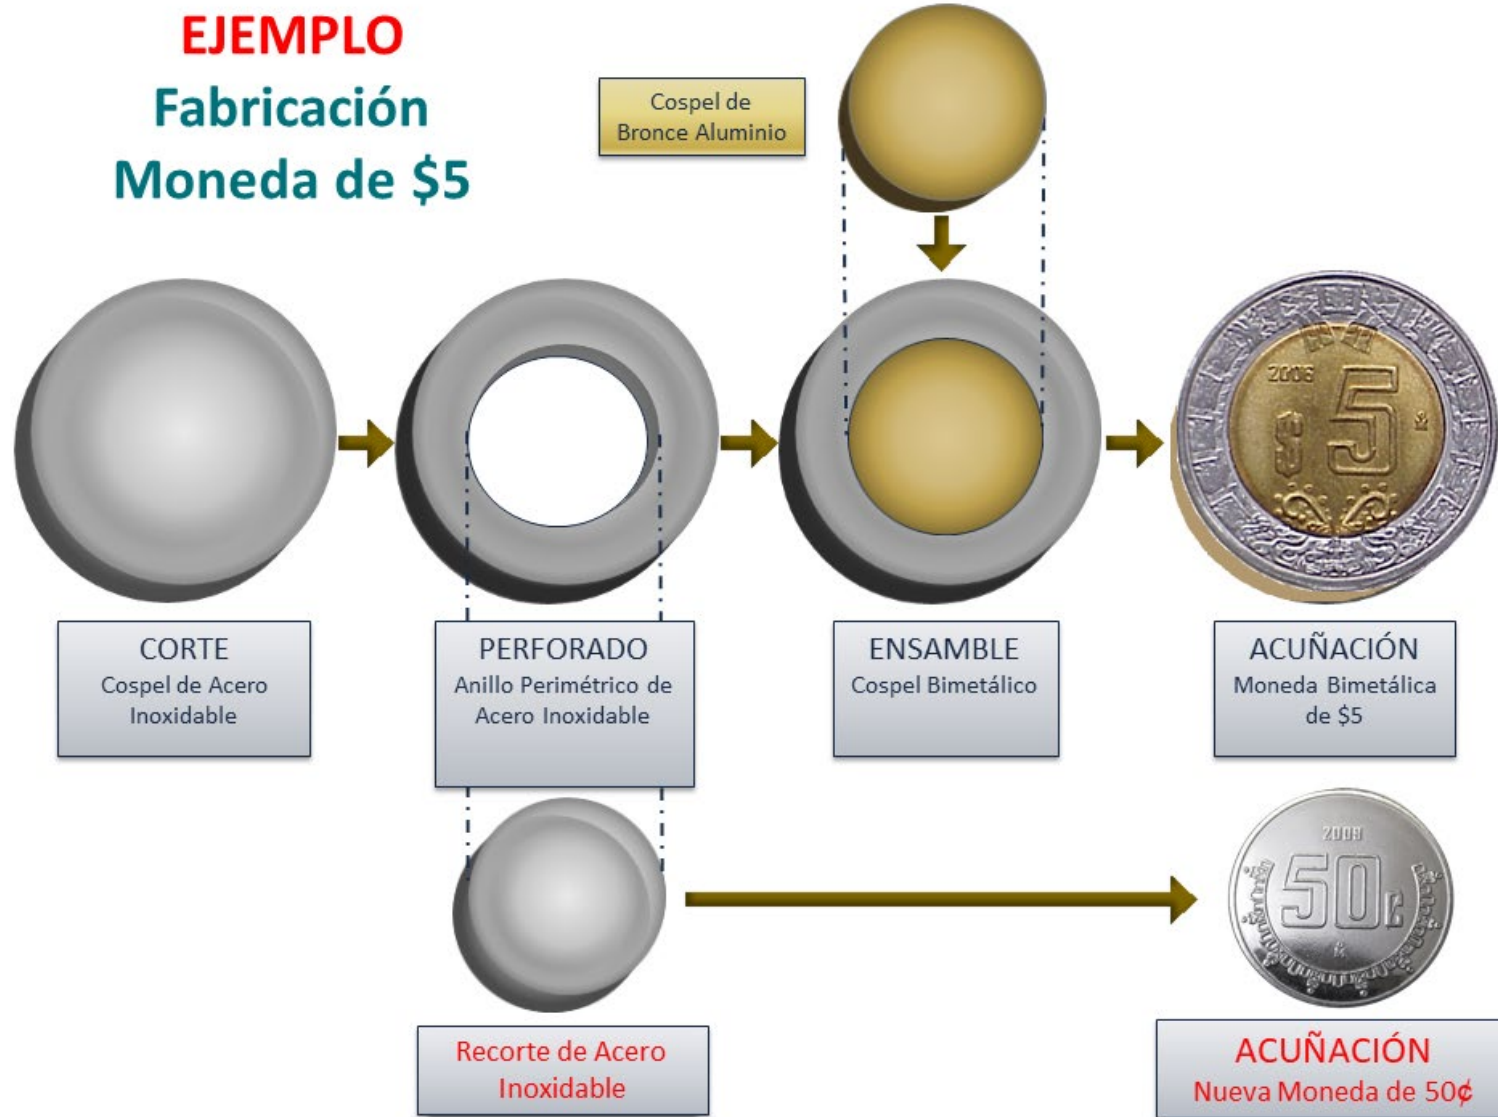 EJEMPLO
Fabricación
Moneda de $5
Cospel de
Bronce Aluminio
2006
$ 5
CORTE
Cospel de Acero
Inoxidable
PERFORADO
Anillo Perimétrico de
Acero Inoxidable
ENSAMBLE
Cospel Bimetálico
ACUÑACIÓN
Moneda Bimetálica
de $5
2009
50¢
Recorte de Acero
Inoxidable
ACUÑACIÓN
Nueva Moneda de 50¢